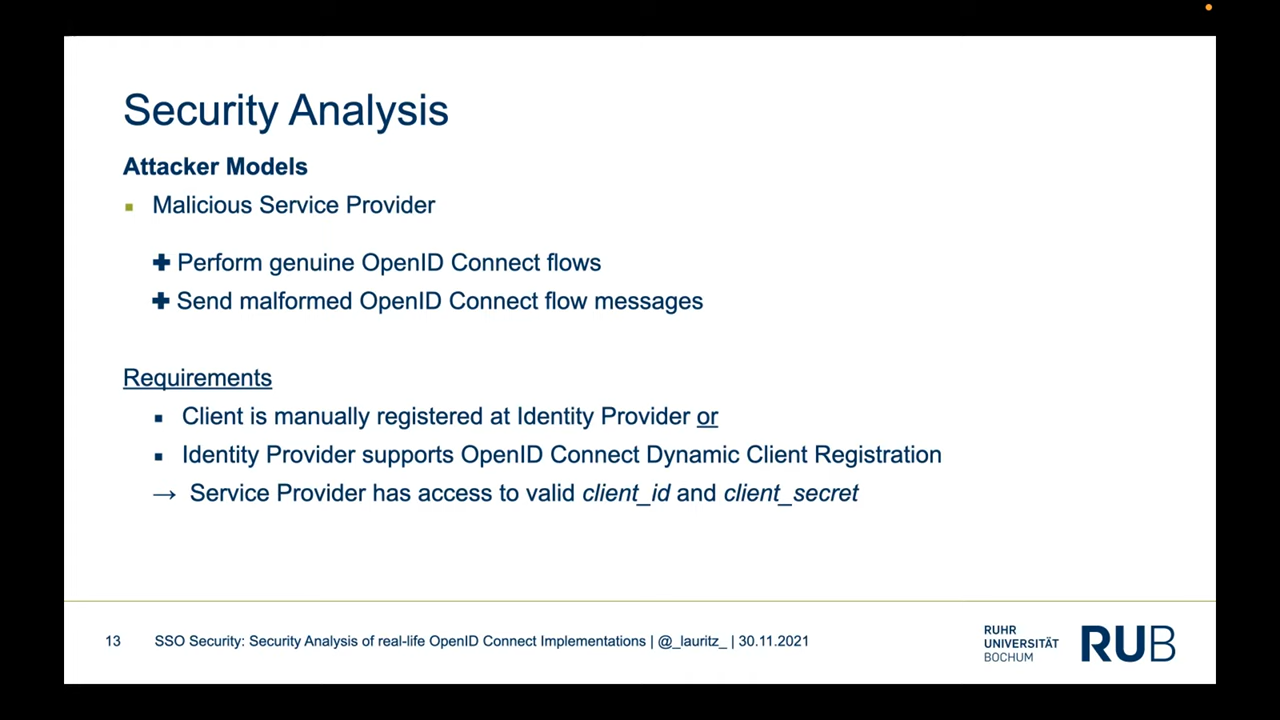 Security Analysis
Attacker Models
▪ Malicious Service Provider
✚ Perform genuine OpenID Connect flows
✚ Send malformed OpenID Connect flow messages
Requirements
▪ Client is manually registered at Identity Provider or
▪ Identity Provider supports OpenID Connect Dynamic Client Registration
→ Service Provider has access to valid client_id and client_secret
13 SSO Security: Security Analysis of real-life OpenID Connect Implementations | @_lauritz_ | 30.11.2021
RUHR
UNIVERSITÄT
BOCHUM
RUB